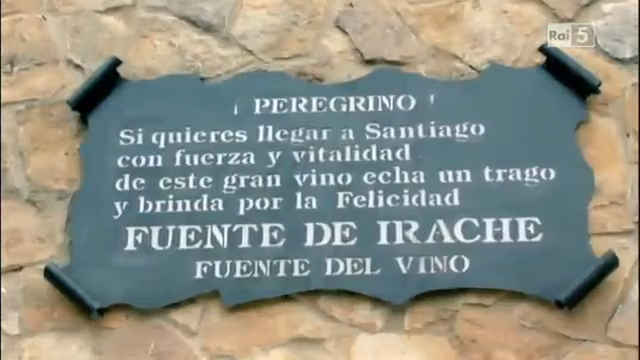 Rai 5
¡ PEREGRINO !
Si quieres llegar a Santiago
con fuerza y vitalidad
de este gran vino echa un trago
y brinda por la Felicidad
FUENTE DE IRACHE
FUENTE DEL VINO